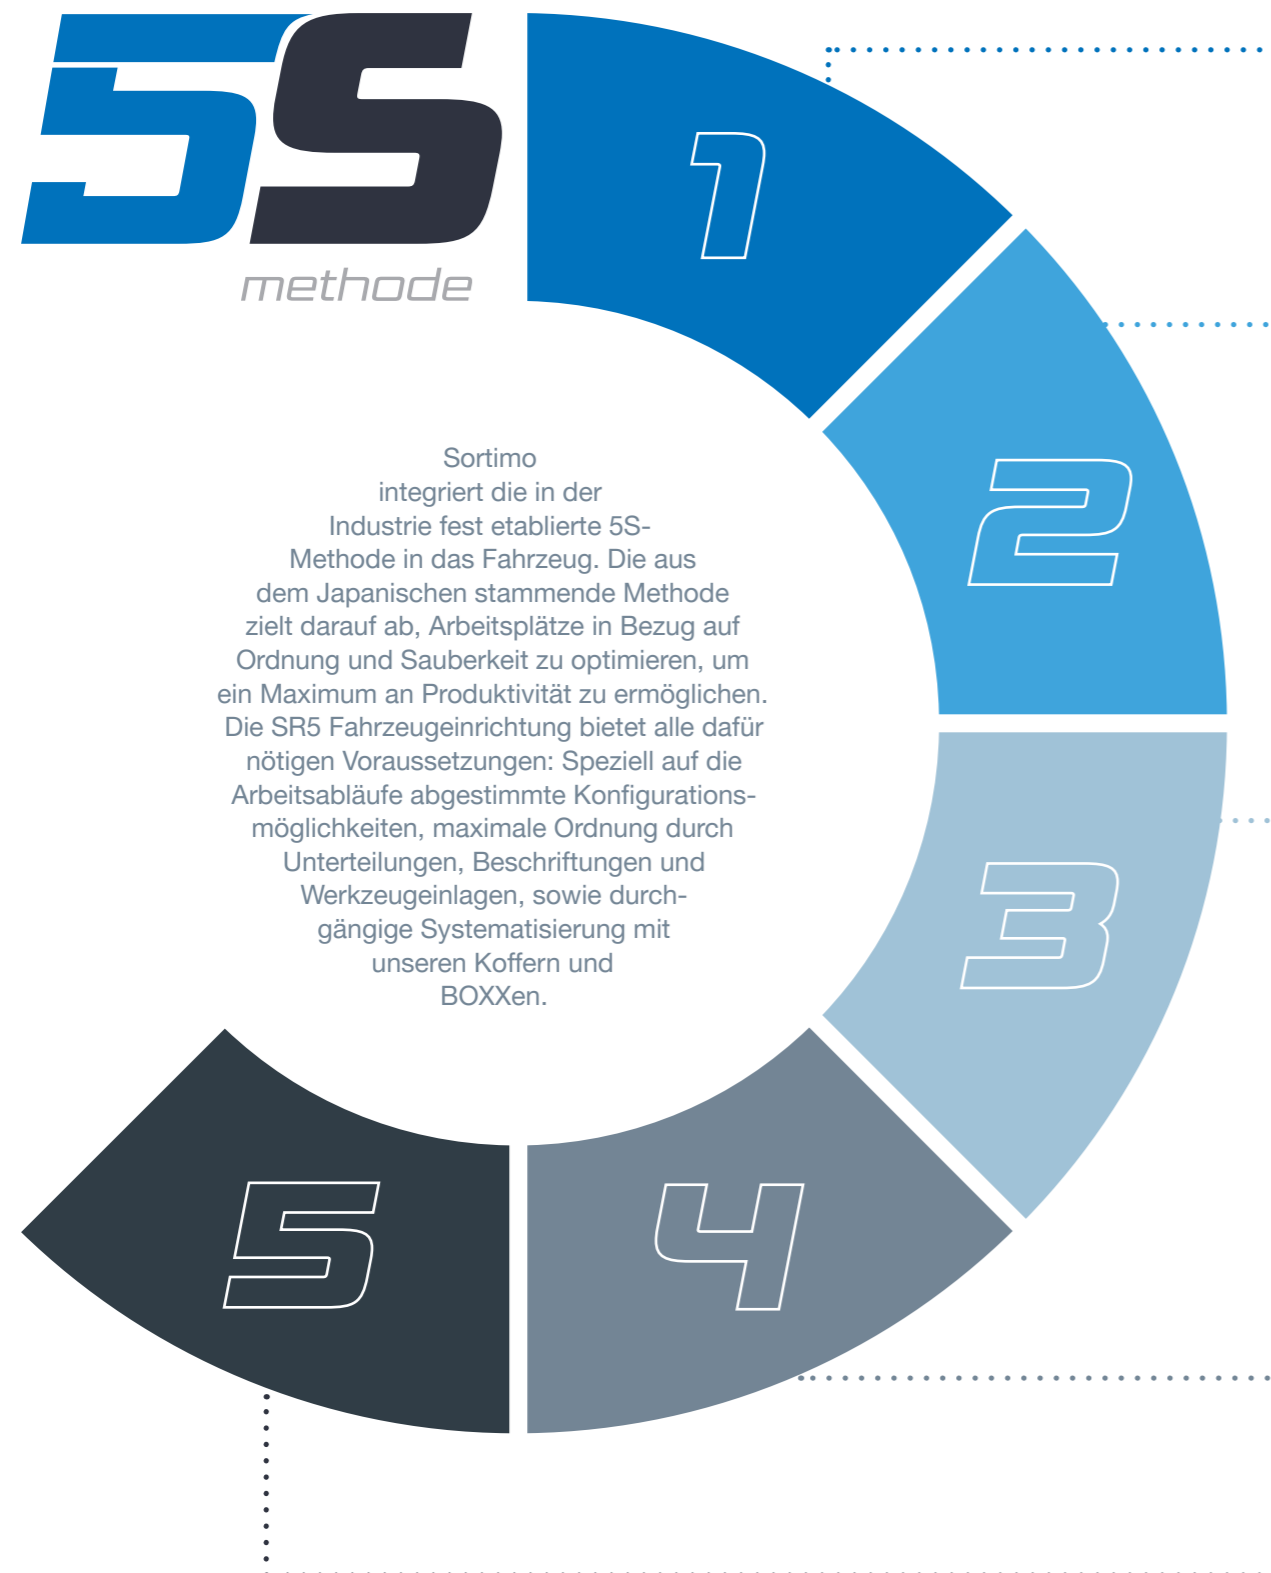 5S
methode
1
2
Sortimo
integriert die in der
Industrie fest etablierte 5S-
Methode in das Fahrzeug. Die aus
dem Japanischen stammende Methode
zielt darauf ab, Arbeitsplätze in Bezug auf
Ordnung und Sauberkeit zu optimieren, um
ein Maximum an Produktivität zu ermöglichen.
Die SR5 Fahrzeugeinrichtung bietet alle dafür
nötigen Voraussetzungen: Speziell auf die
Arbeitsabläufe abgestimmte Konfigurations-
möglichkeiten, maximale Ordnung durch
Unterteilungen, Beschriftungen und
Werkzeugeinlagen, sowie durch-
gängige Systematisierung mit
unseren Koffern und
BOXXen.
3
4
5